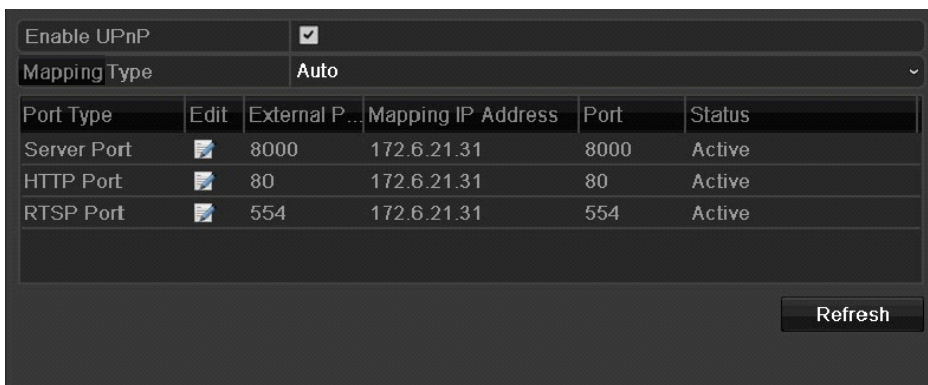 Enable UPnP
Mapping Type Auto
Port Type Edit External P... Mapping IP Address Port Status
Server Port 8000 172.6.21.31 8000 Active
HTTP Port 80 172.6.21.31 80 Active
RTSP Port 554 172.6.21.31 554 Active
Refresh